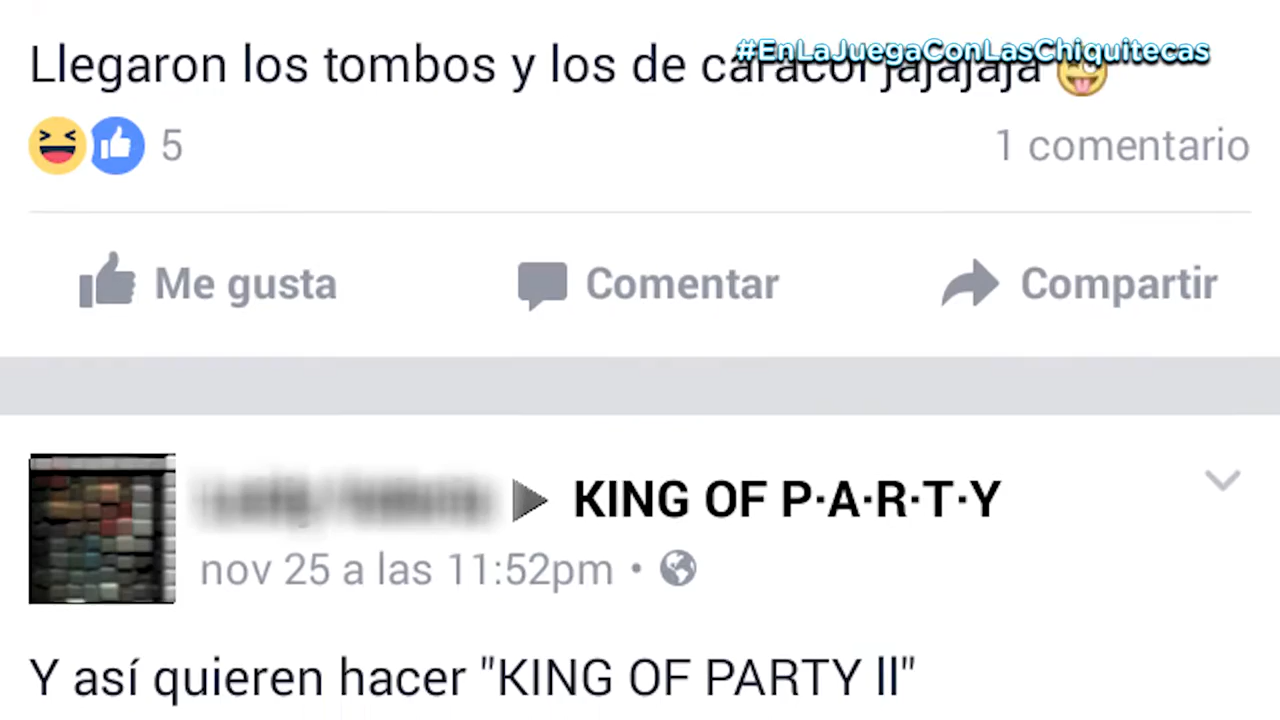 #EnLaJuegaConLasChiquitecas
Llegaron los tombos y los de caracol jajajaja
5
1 comentario
Me gusta
Comentar
Compartir
KING OF P·A·R·T·Y
nov 25 a las 11:52pm •
Y así quieren hacer "KING OF PARTY ll"